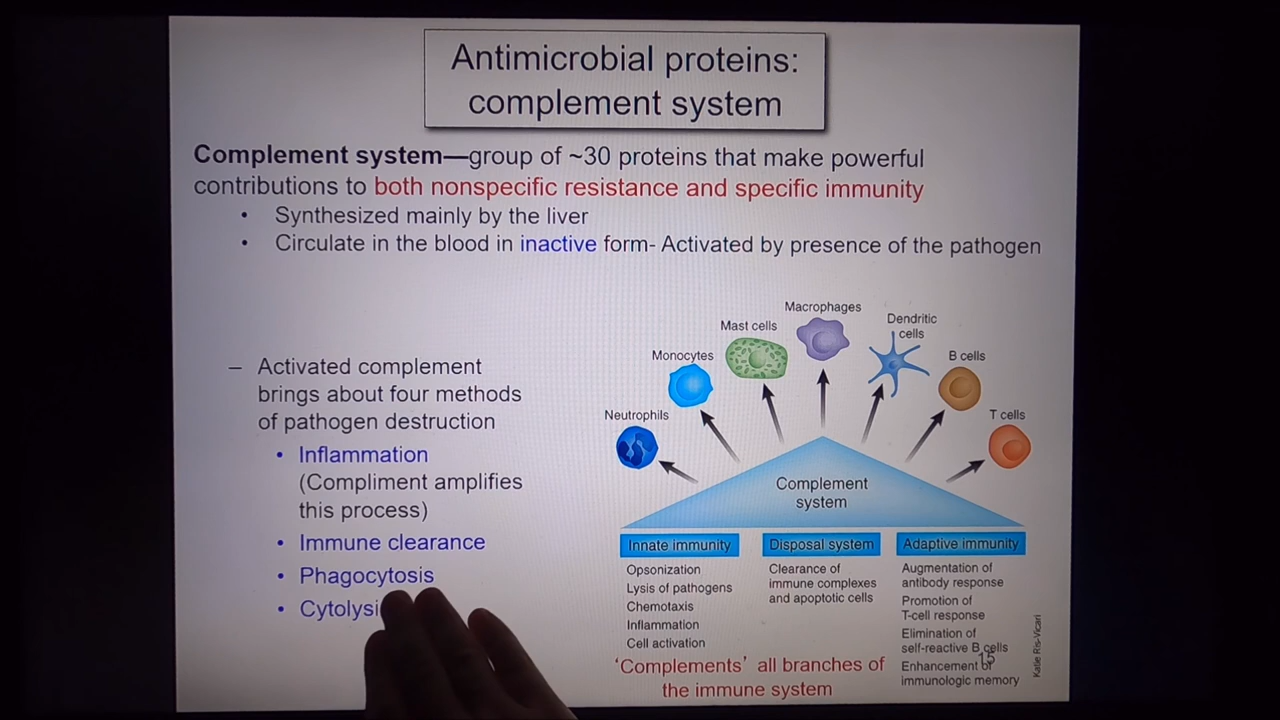 Antimicrobial proteins:
complement system
Complement system—group of ~30 proteins that make powerful
contributions to both nonspecific resistance and specific immunity
• Synthesized mainly by the liver
• Circulate in the blood in inactive form- Activated by presence of the pathogen
– Activated complement
brings about four methods
of pathogen destruction
• Inflammation
(Compliment amplifies
this process)
• Immune clearance
• Phagocytosis
• Cytolysi
Neutrophils
Monocytes
Mast cells
Macrophages
Dendritic
cells
B cells
T cells
Complement
system
Innate immunity
Opsonization
Lysis of pathogens
Chemotaxis
Inflammation
Cell activation
Disposal system
Clearance of
immune complexes
and apoptotic cells
Adaptive immunity
Augmentation of
antibody response
Promotion of
T-cell response
Elimination of
self-reactive B cells
Enhancement of
immunologic memory
15
Katie Ris-Vicari
‘Complements’ all branches of
the immune system